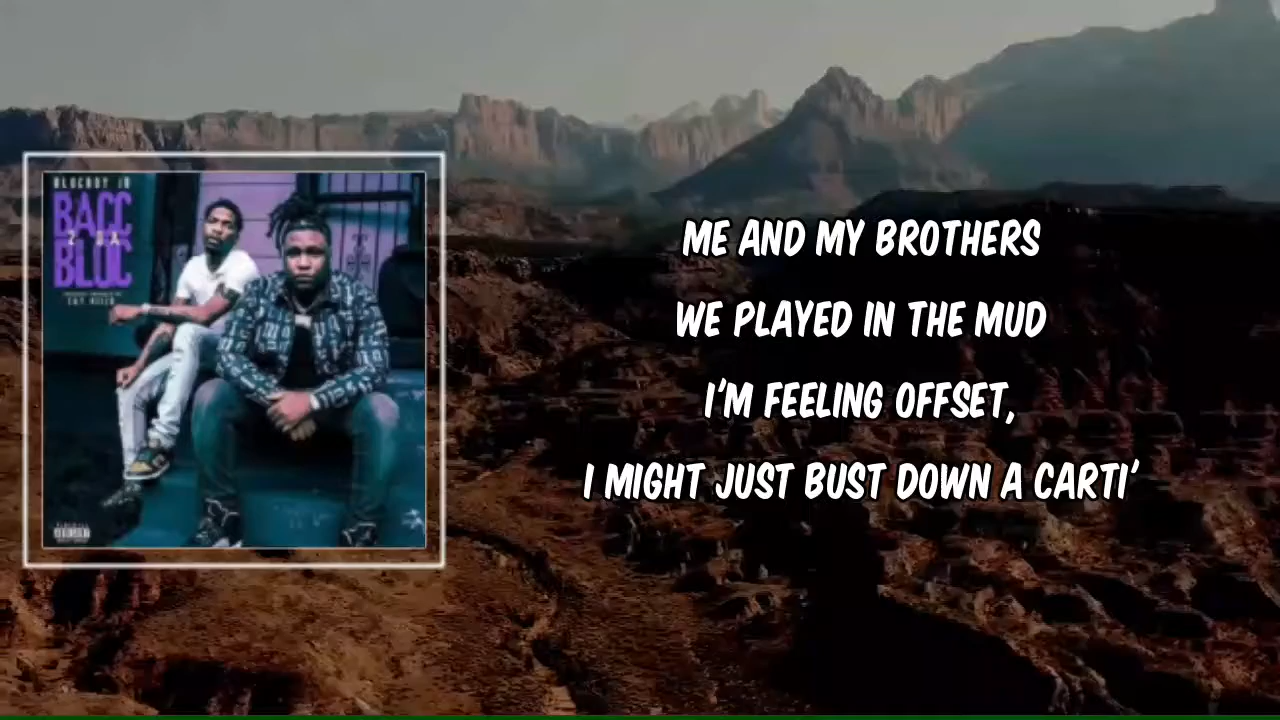 BLOCBOY JB
BACC
2 DA
BLOC
ME AND MY BROTHERS
WE PLAYED IN THE MUD
I'M FEELING OFFSET,
I MIGHT JUST BUST DOWN A CARTI'